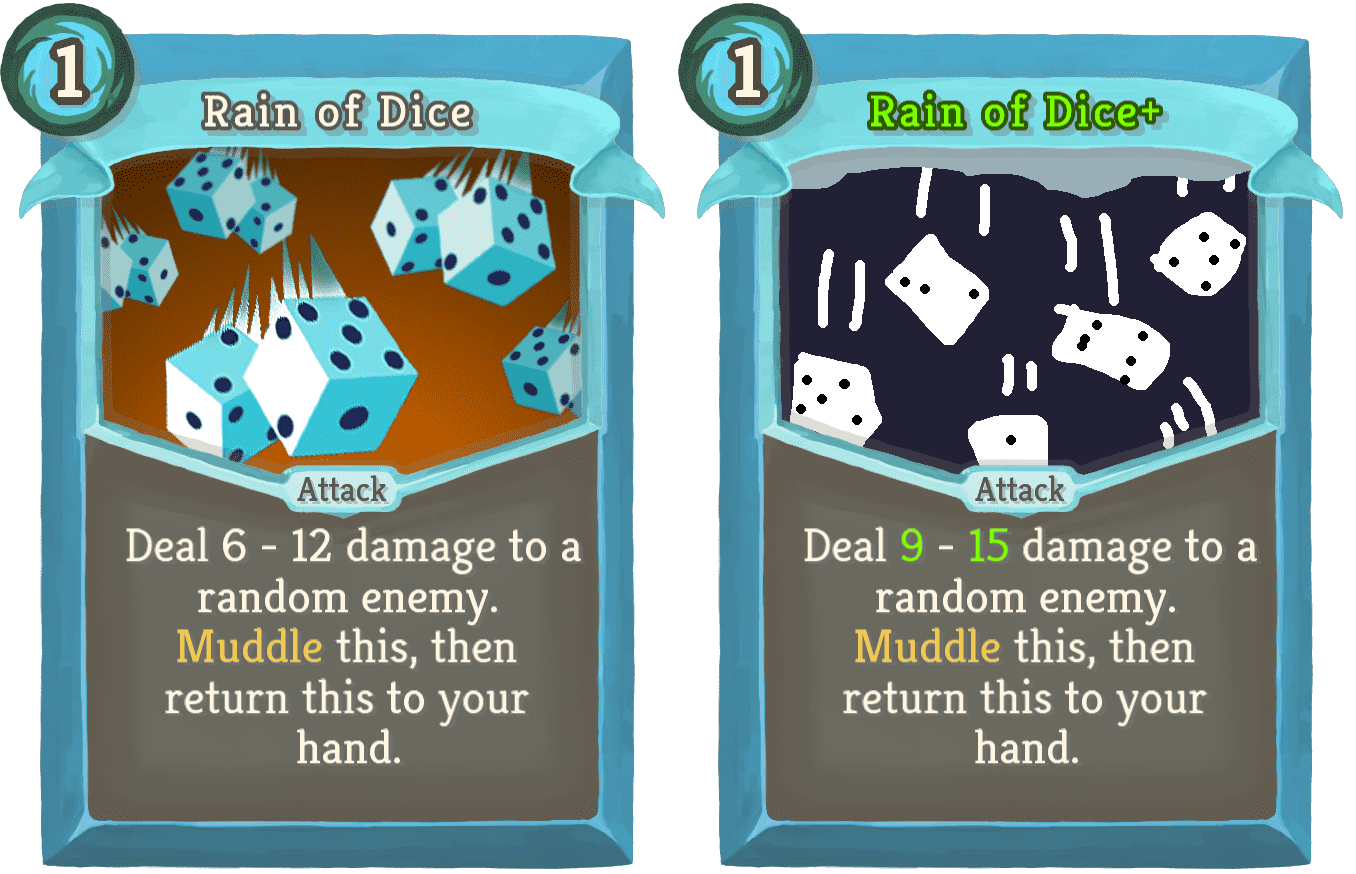 1
Rain of Dice
Attack
Deal 6 - 12 damage to a
random enemy.
Muddle this, then
return this to your
hand.
1
Rain of Dice+
Attack
Deal 9 - 15 damage to a
random enemy.
Muddle this, then
return this to your
hand.